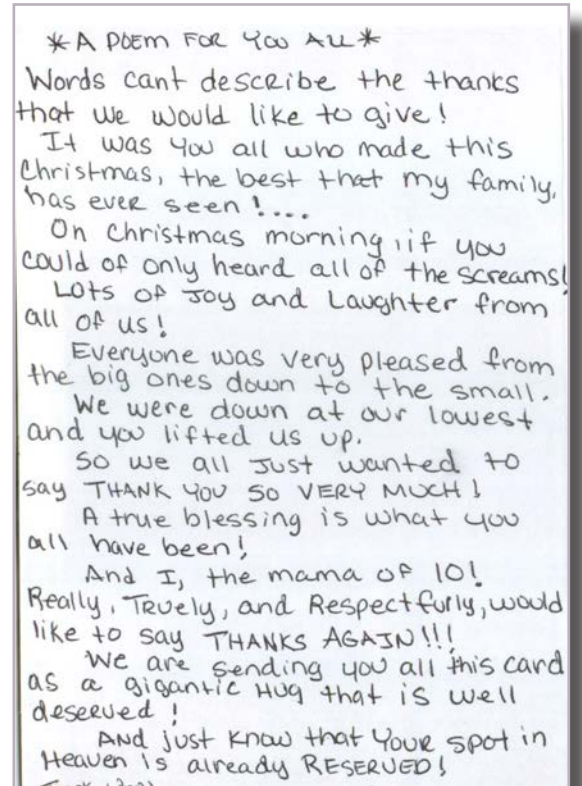 *A POEM FOR YOU ALL*
Words cant describe the thanks
that we would like to give!
It was you all who made this
Christmas, the best that my family,
has ever seen!....
On Christmas morning, if you
could of only heard all of the screams!
LOTS OF JOY and Laughter from
all OF us!
Everyone was very pleased from
the big ones down to the small.
We were down at our lowest
and you lifted us up.
So we all Just wanted to
say THANK YOU SO VERY MUCH!
A true blessing is what you
all have been!
And I, the mama OF 10!
Really, TRuely, and Respectfurly, would
like to say THANKS AGAIN!!!
We are sending you all this card
as a gigantic HUG that is well
deserved!
AND just know that YOUR spot in
Heaven is already RESERVED!